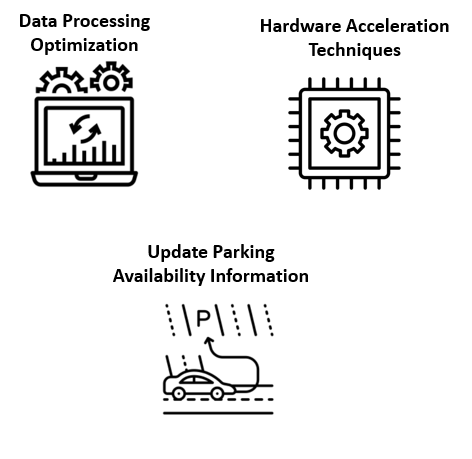 Data Processing
Optimization
Hardware Acceleration
Techniques
Update Parking
Availability Information
P